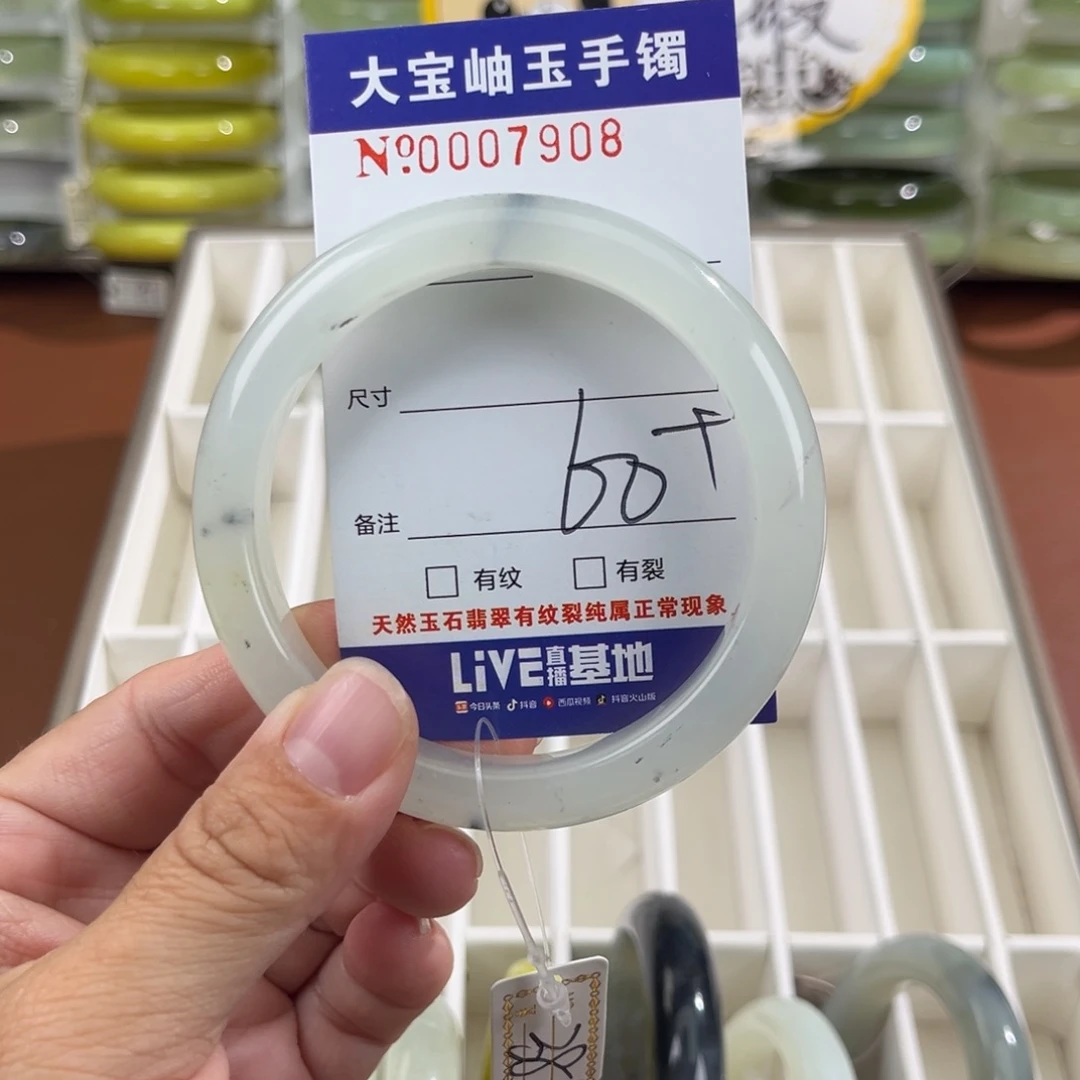 大宝岫玉手镯
Nº:0007908
尺寸
60+
备注
有纹 有裂
天然玉石翡翠有纹裂纯属正常现象
LiVE直播基地
今日头条 抖音 西瓜视频 抖音火山版